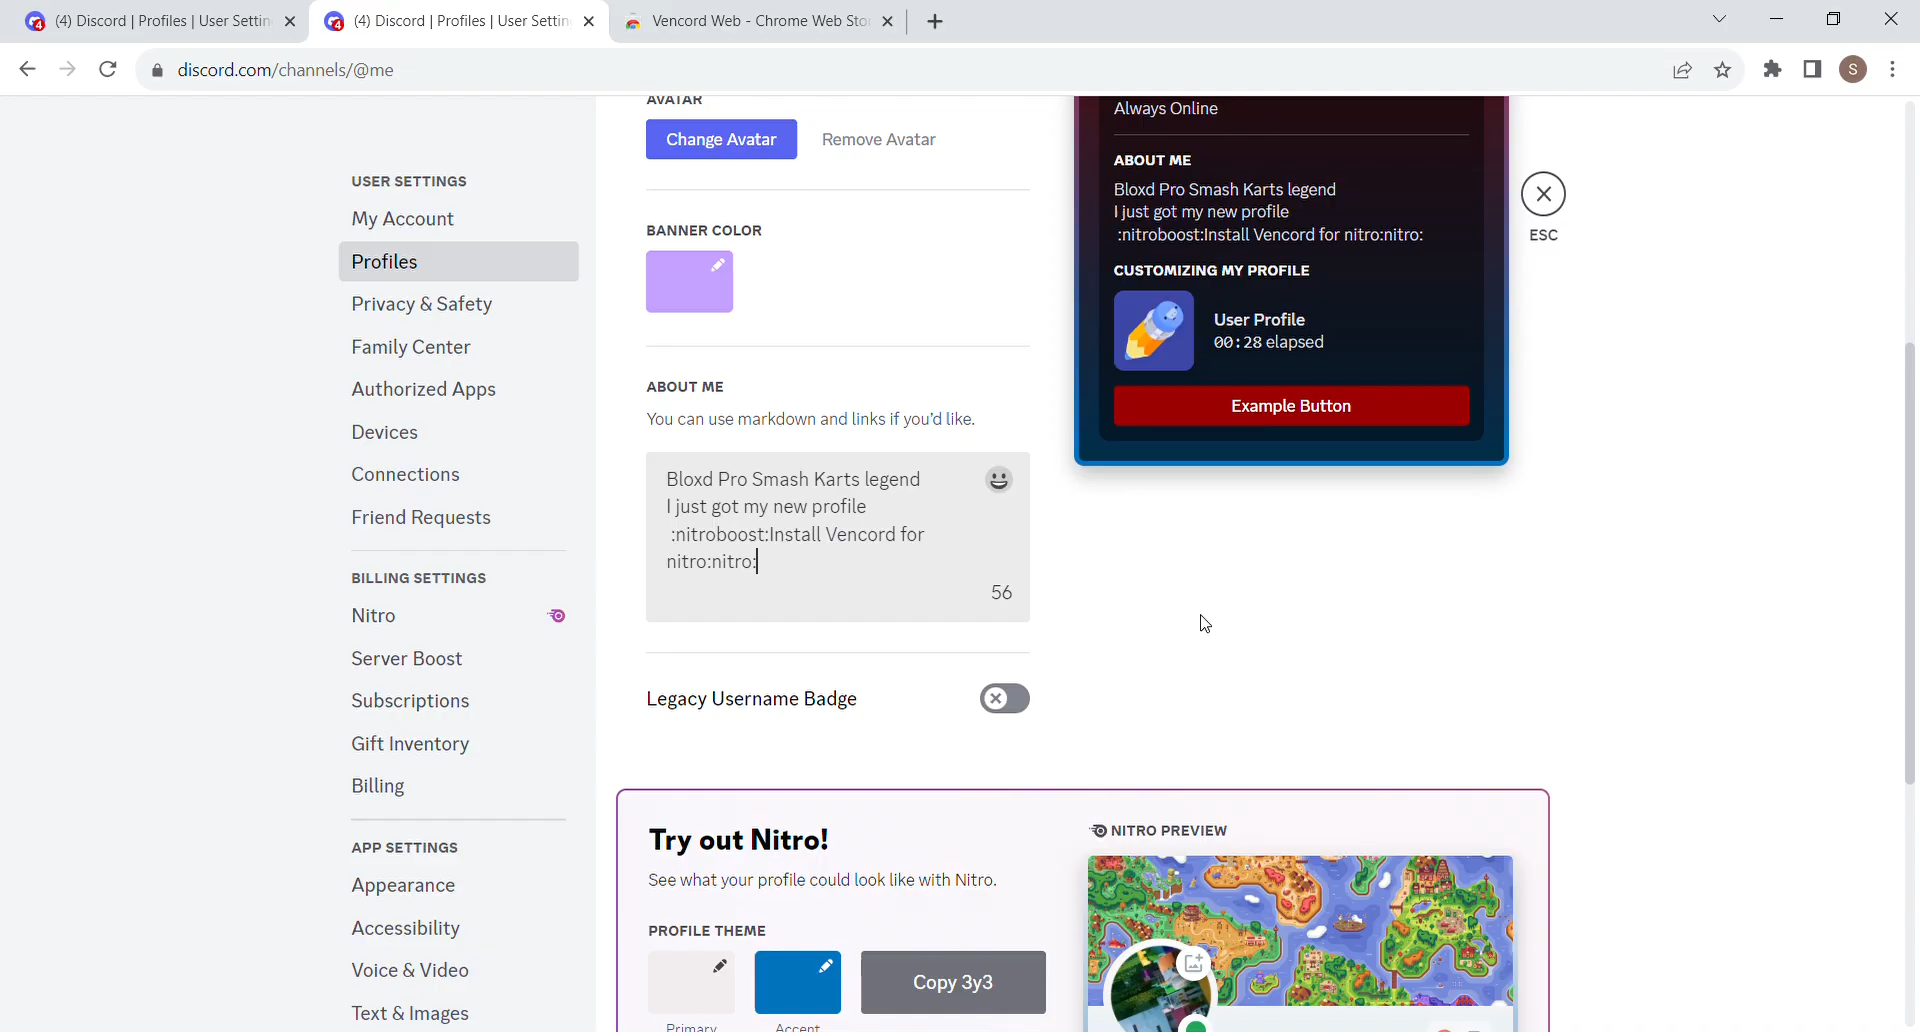 (4) Discord | Profiles | User Settin
(4) Discord | Profiles | User Settin
Vencord Web - Chrome Web Sto
discord.com/channels/@me
S
USER SETTINGS
My Account
Profiles
Privacy & Safety
Family Center
Authorized Apps
Devices
Connections
Friend Requests
BILLING SETTINGS
Nitro
Server Boost
Subscriptions
Gift Inventory
Billing
APP SETTINGS
Appearance
Accessibility
Voice & Video
Text & Images
AVATAR
Change Avatar
Remove Avatar
BANNER COLOR
ABOUT ME
You can use markdown and links if you'd like.
Bloxd Pro Smash Karts legend
I just got my new profile
:nitroboost:Install Vencord for
nitro:nitro:
56
Legacy Username Badge
Always Online
ABOUT ME
Bloxd Pro Smash Karts legend
I just got my new profile
:nitroboost:Install Vencord for nitro:nitro:
CUSTOMIZING MY PROFILE
User Profile
00:28 elapsed
Example Button
ESC
Try out Nitro!
See what your profile could look like with Nitro.
PROFILE THEME
Copy 3y3
Primary
Accent
NITRO PREVIEW